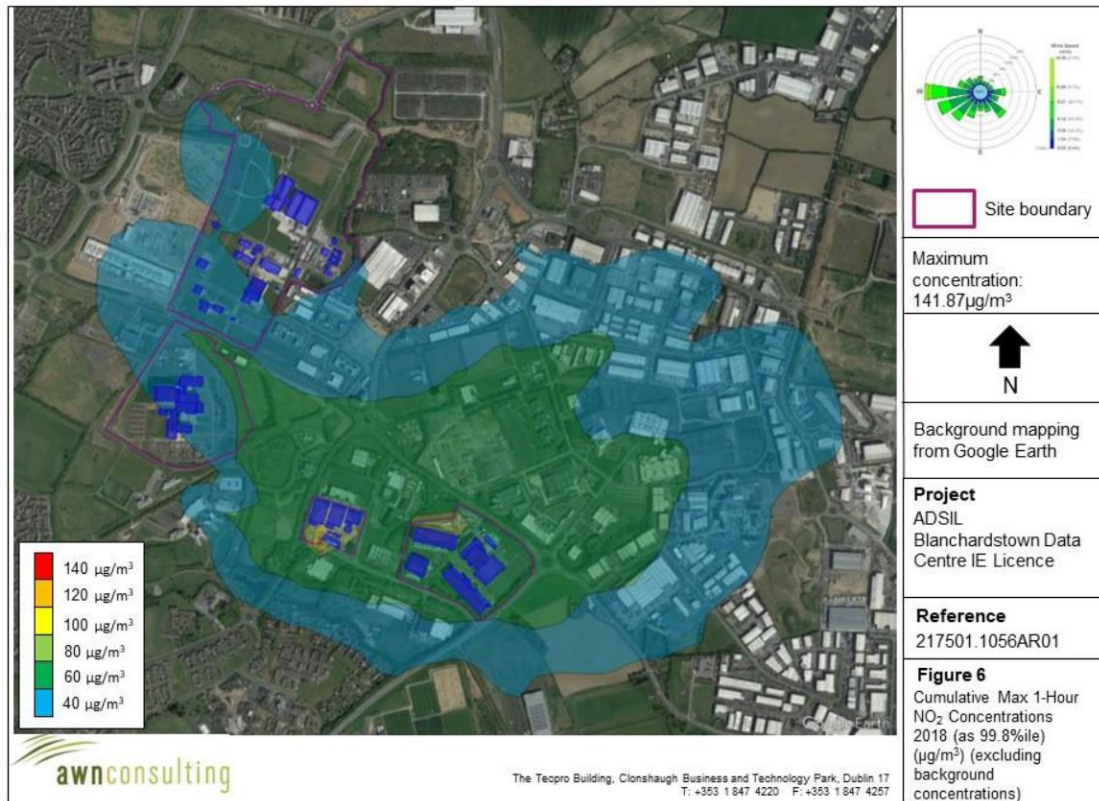 N
W
E
S
Wind Speed
Site boundary
Maximum
concentration:
141.87µg/m³
N
Background mapping
from Google Earth
Project
ADSIL
Blanchardstown Data
Centre IE Licence
Reference
217501.1056AR01
Figure 6
Cumulative Max 1-Hour
NO₂ Concentrations
2018 (as 99.8%ile)
(µg/m³) (excluding
background
concentrations)
140 µg/m³
120 µg/m³
100 µg/m³
80 µg/m³
60 µg/m³
40 µg/m³
Google Earth
awnconsulting
The Tecpro Building, Clonshaugh Business and Technology Park, Dublin 17
T: +353 1 847 4220 F: +353 1 847 4257